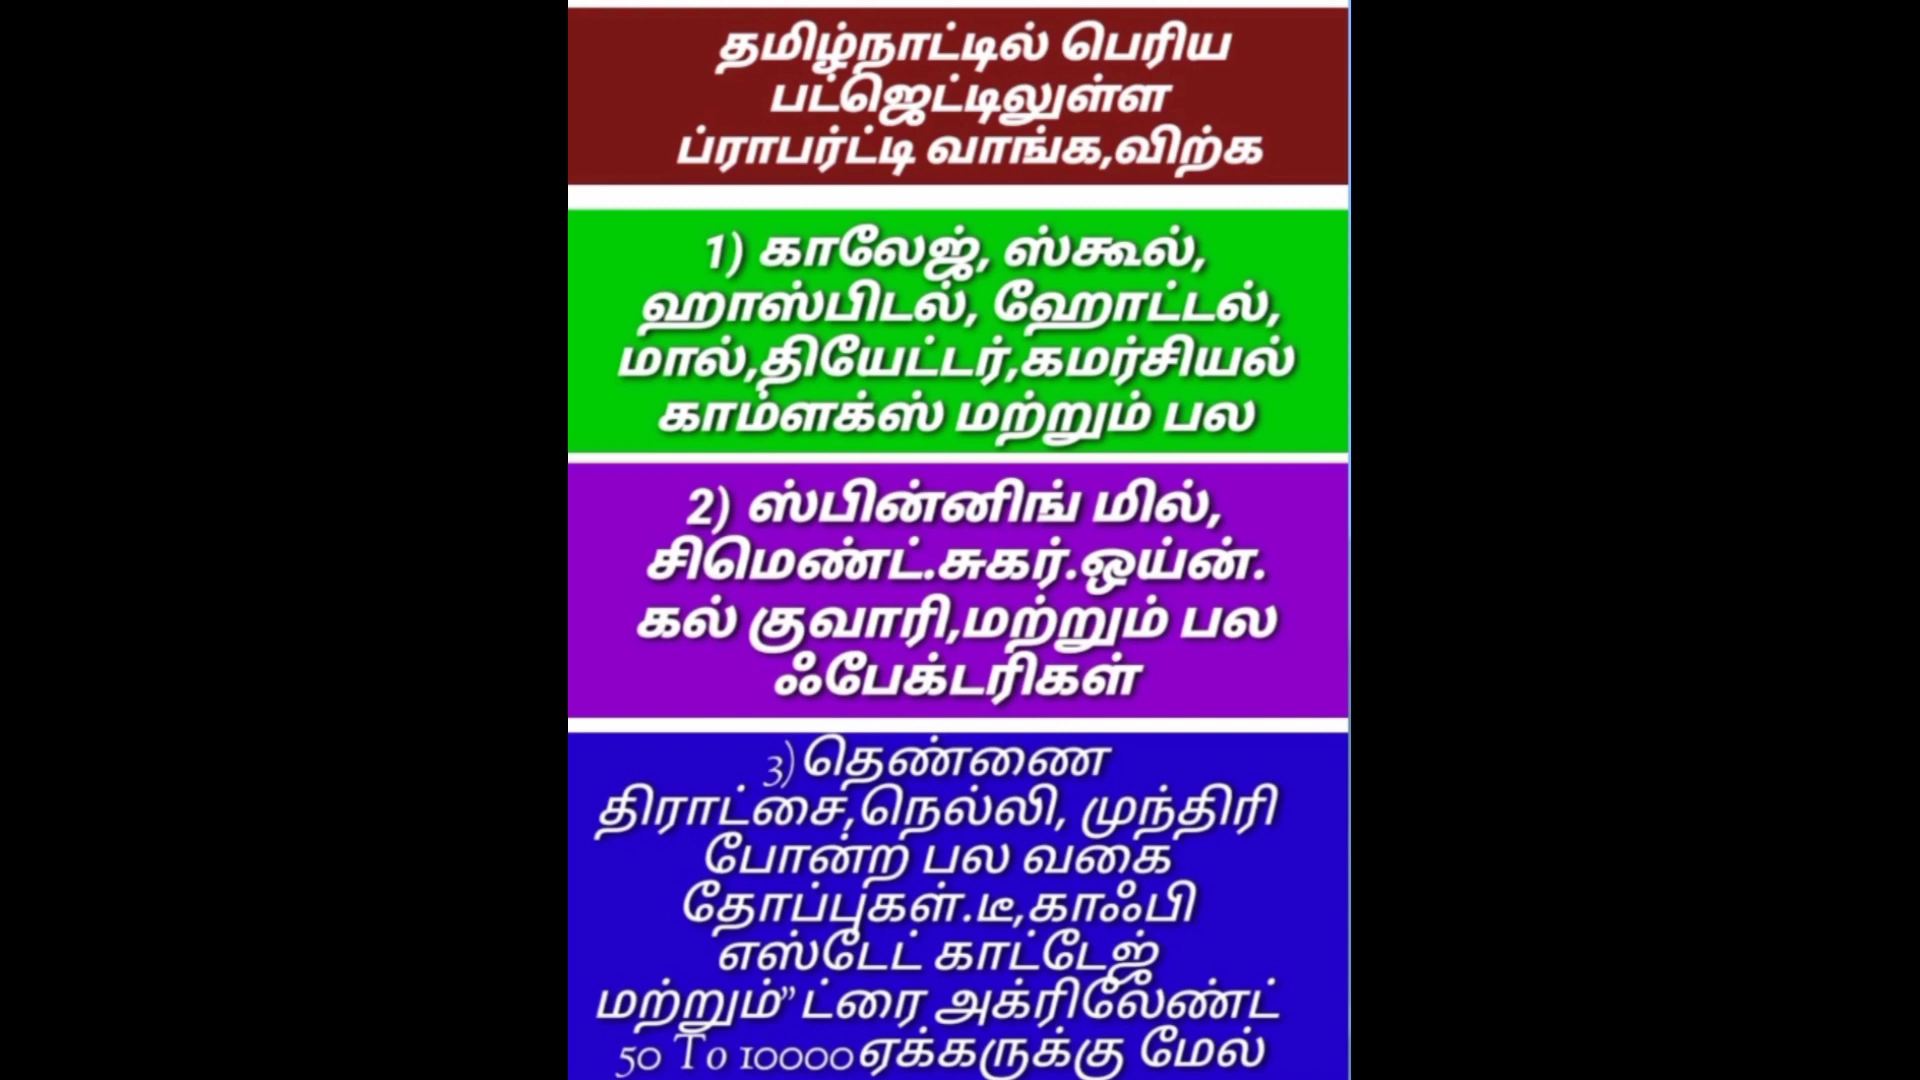 தமிழ்நாட்டில் பெரிய
பட்ஜெட்டிலுள்ள
ப்ராபர்ட்டி வாங்க,விற்க
1) காலேஜ், ஸ்கூல்,
ஹாஸ்பிடல், ஹோட்டல்,
மால்,தியேட்டர்,கமர்சியல்
காம்ளக்ஸ் மற்றும் பல
2) ஸ்பின்னிங் மில்,
சிமெண்ட்.சுகர்.ஒய்ன்.
கல் குவாரி,மற்றும் பல
ஃபேக்டரிகள்
3) தெண்ணை
திராட்சை,நெல்லி, முந்திரி
போன்ற பல வகை
தோப்புகள்.டீ,காஃபி
எஸ்டேட் காட்டேஜ்
மற்றும்” ட்ரை அக்ரிலேண்ட்
50 To 10000 ஏக்கருக்கு மேல்